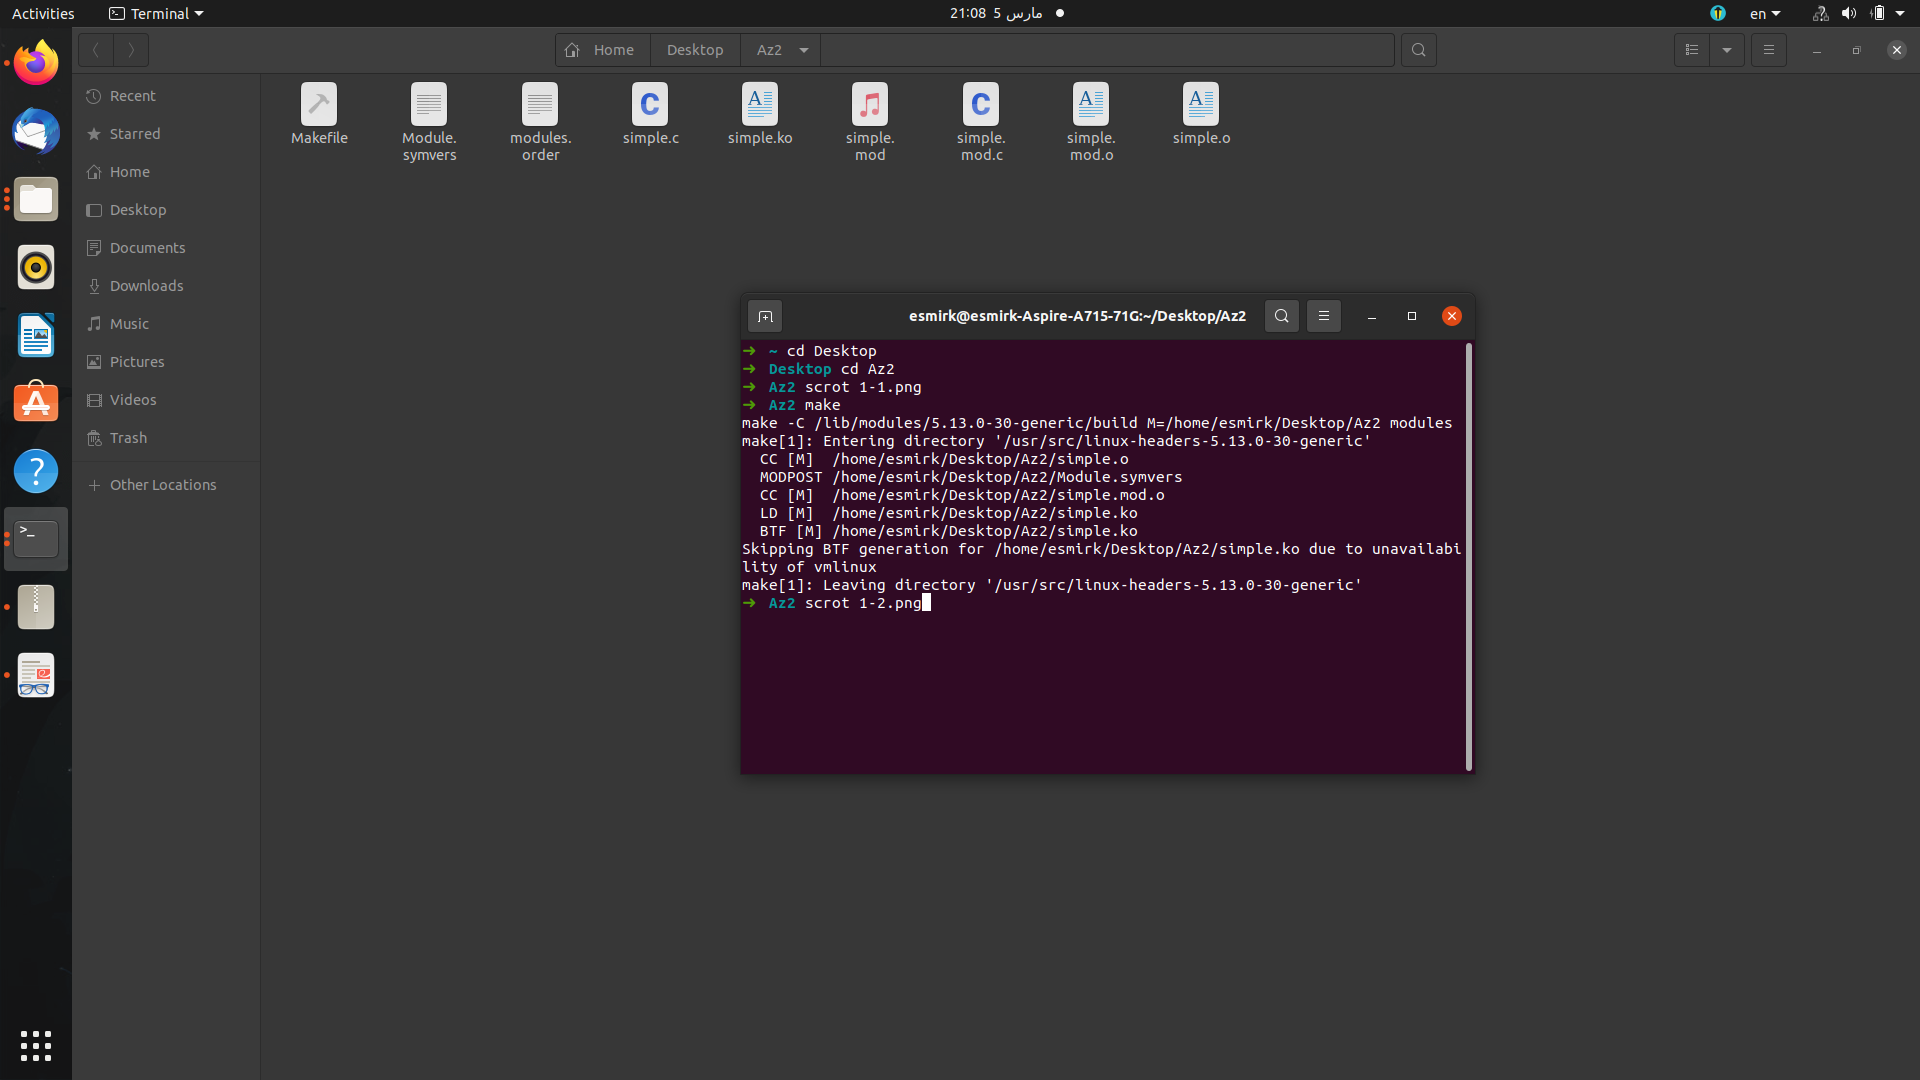 Activities
Terminal
21:08 5 مارس
en
Home
Desktop
Az2
Recent
Starred
Home
Desktop
Documents
Downloads
Music
Pictures
Videos
Trash
Other Locations
Makefile
Module.
symvers
modules.
order
simple.c
simple.ko
simple.
mod
simple.
mod.c
simple.
mod.o
simple.o
esmirk@esmirk-Aspire-A715-71G:~/Desktop/Az2
➜  ~ cd Desktop
➜  Desktop cd Az2
➜  Az2 scrot 1-1.png
➜  Az2 make
make -C /lib/modules/5.13.0-30-generic/build M=/home/esmirk/Desktop/Az2 modules
make[1]: Entering directory '/usr/src/linux-headers-5.13.0-30-generic'
  CC [M]  /home/esmirk/Desktop/Az2/simple.o
  MODPOST /home/esmirk/Desktop/Az2/Module.symvers
  CC [M]  /home/esmirk/Desktop/Az2/simple.mod.o
  LD [M]  /home/esmirk/Desktop/Az2/simple.ko
  BTF [M] /home/esmirk/Desktop/Az2/simple.ko
Skipping BTF generation for /home/esmirk/Desktop/Az2/simple.ko due to unavailabi
lity of vmlinux
make[1]: Leaving directory '/usr/src/linux-headers-5.13.0-30-generic'
➜  Az2 scrot 1-2.png